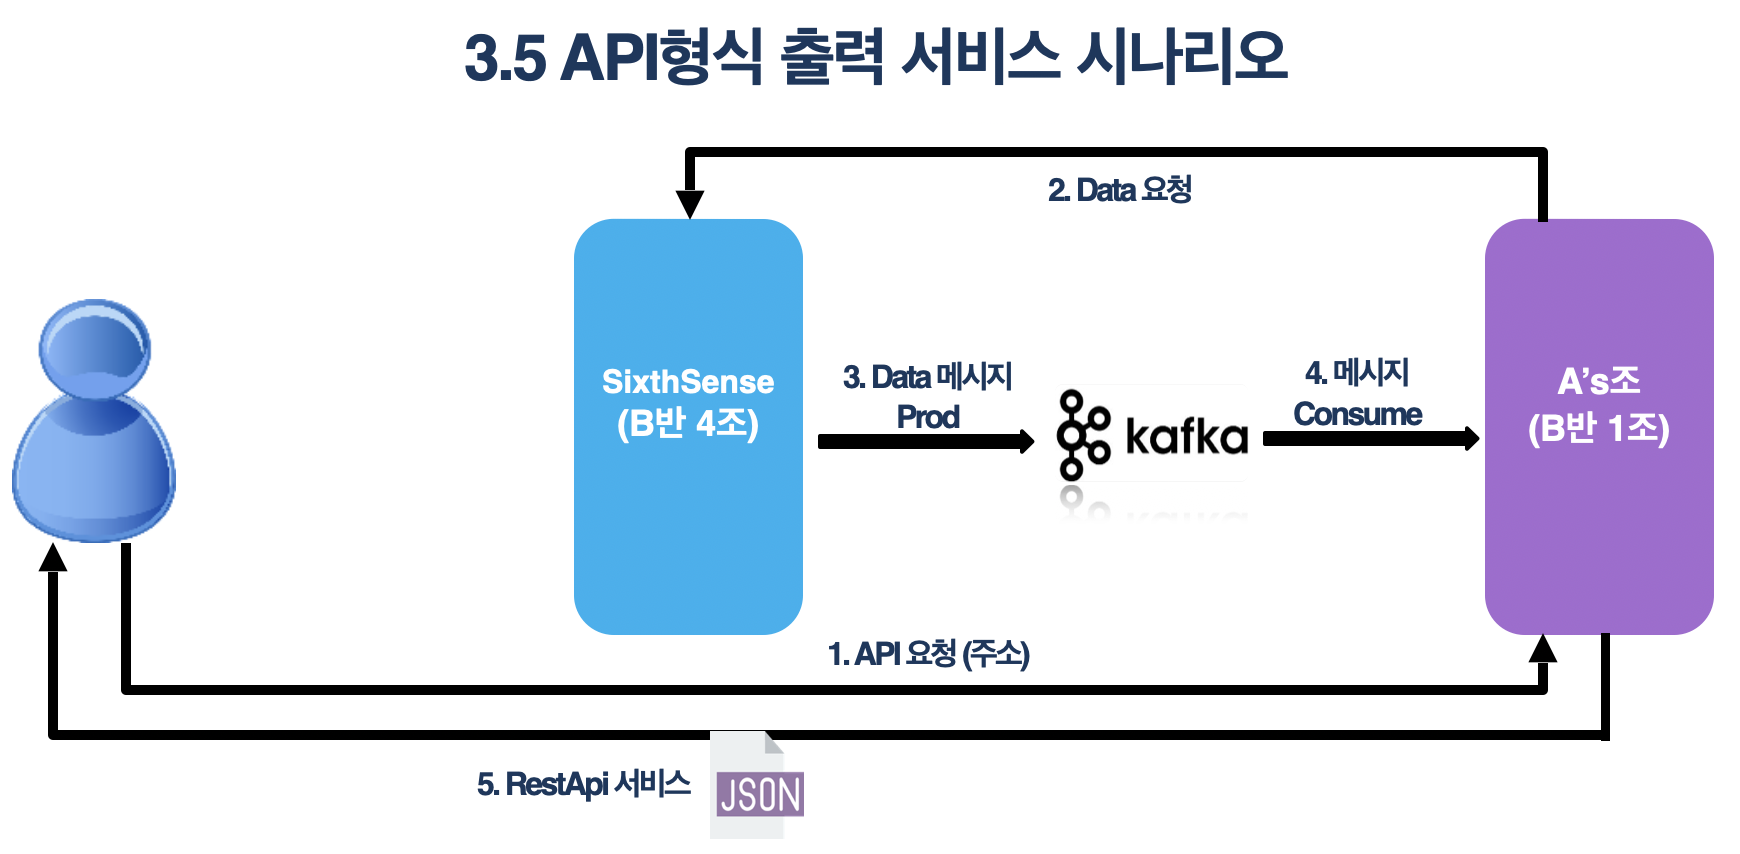 3.5 API형식 출력 서비스 시나리오
2. Data 요청
SixthSense
(B반 4조)
3. Data 메시지
Prod
kafka
4. 메시지
Consume
A's조
(B반 1조)
1. API 요청 (주소)
5. RestApi 서비스
JSON